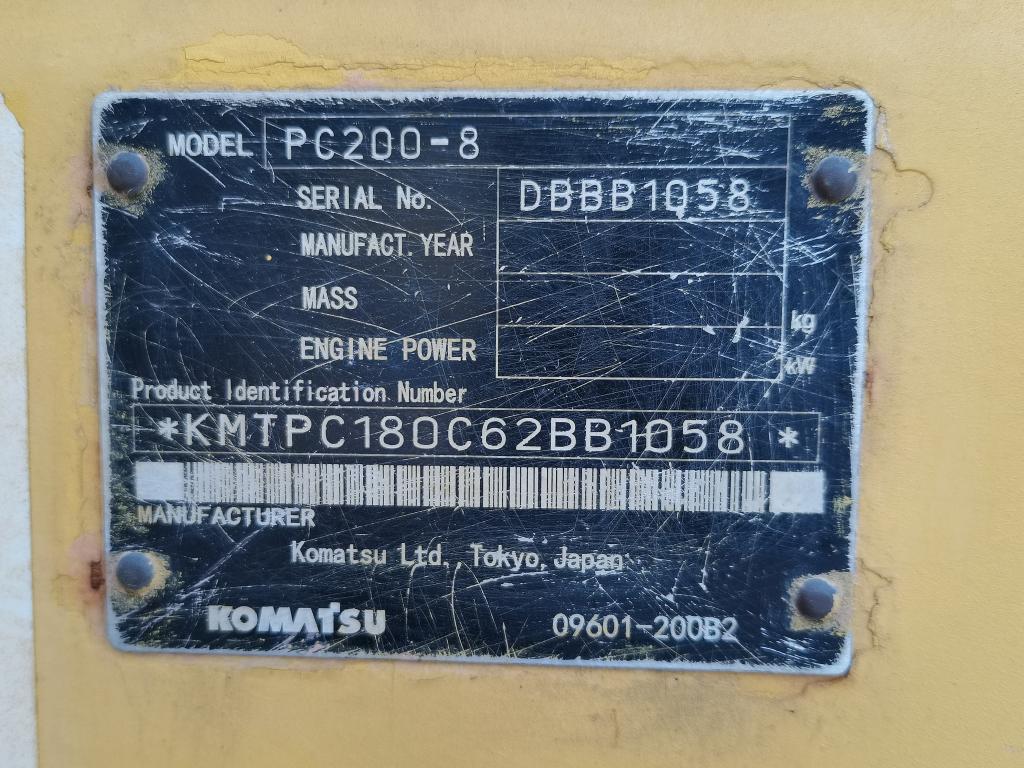 MODEL PC200-8
SERIAL No. DBBB1058
MANUFACT. YEAR
MASS kg
ENGINE POWER kW
Product Identification Number
*KMTPC180C62BB1058 *
MANUFACTURER
Komatsu Ltd., Tokyo, Japan
KOMATSU 09601-200B2